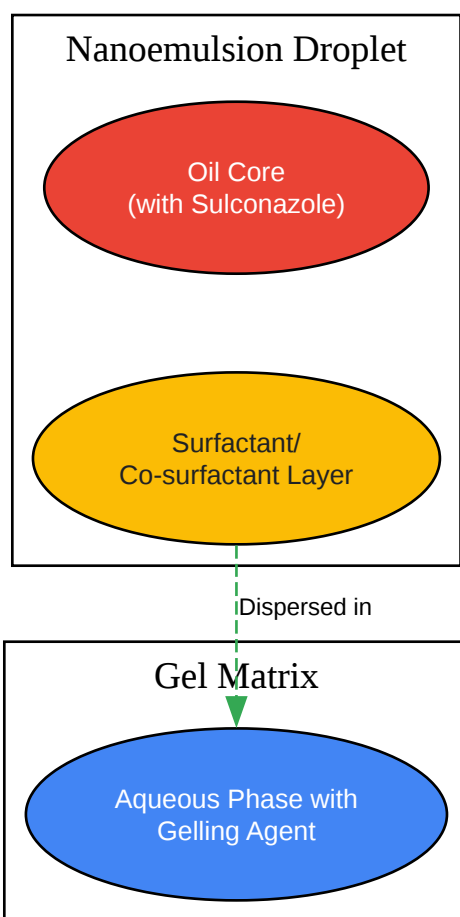 Nanoemulsion Droplet
Oil Core
(with Sulconazole)
Surfactant/
Co-surfactant Layer
Dispersed in
Gel Matrix
Aqueous Phase with
Gelling Agent